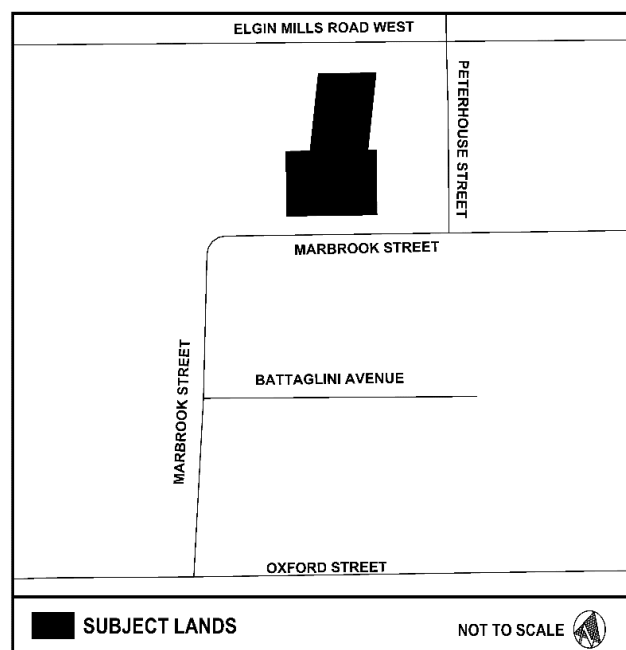 ELGIN MILLS ROAD WEST
PETERHOUSE STREET
MARBROOK STREET
MARBROOK STREET
BATTAGLINI AVENUE
OXFORD STREET
SUBJECT LANDS
NOT TO SCALE